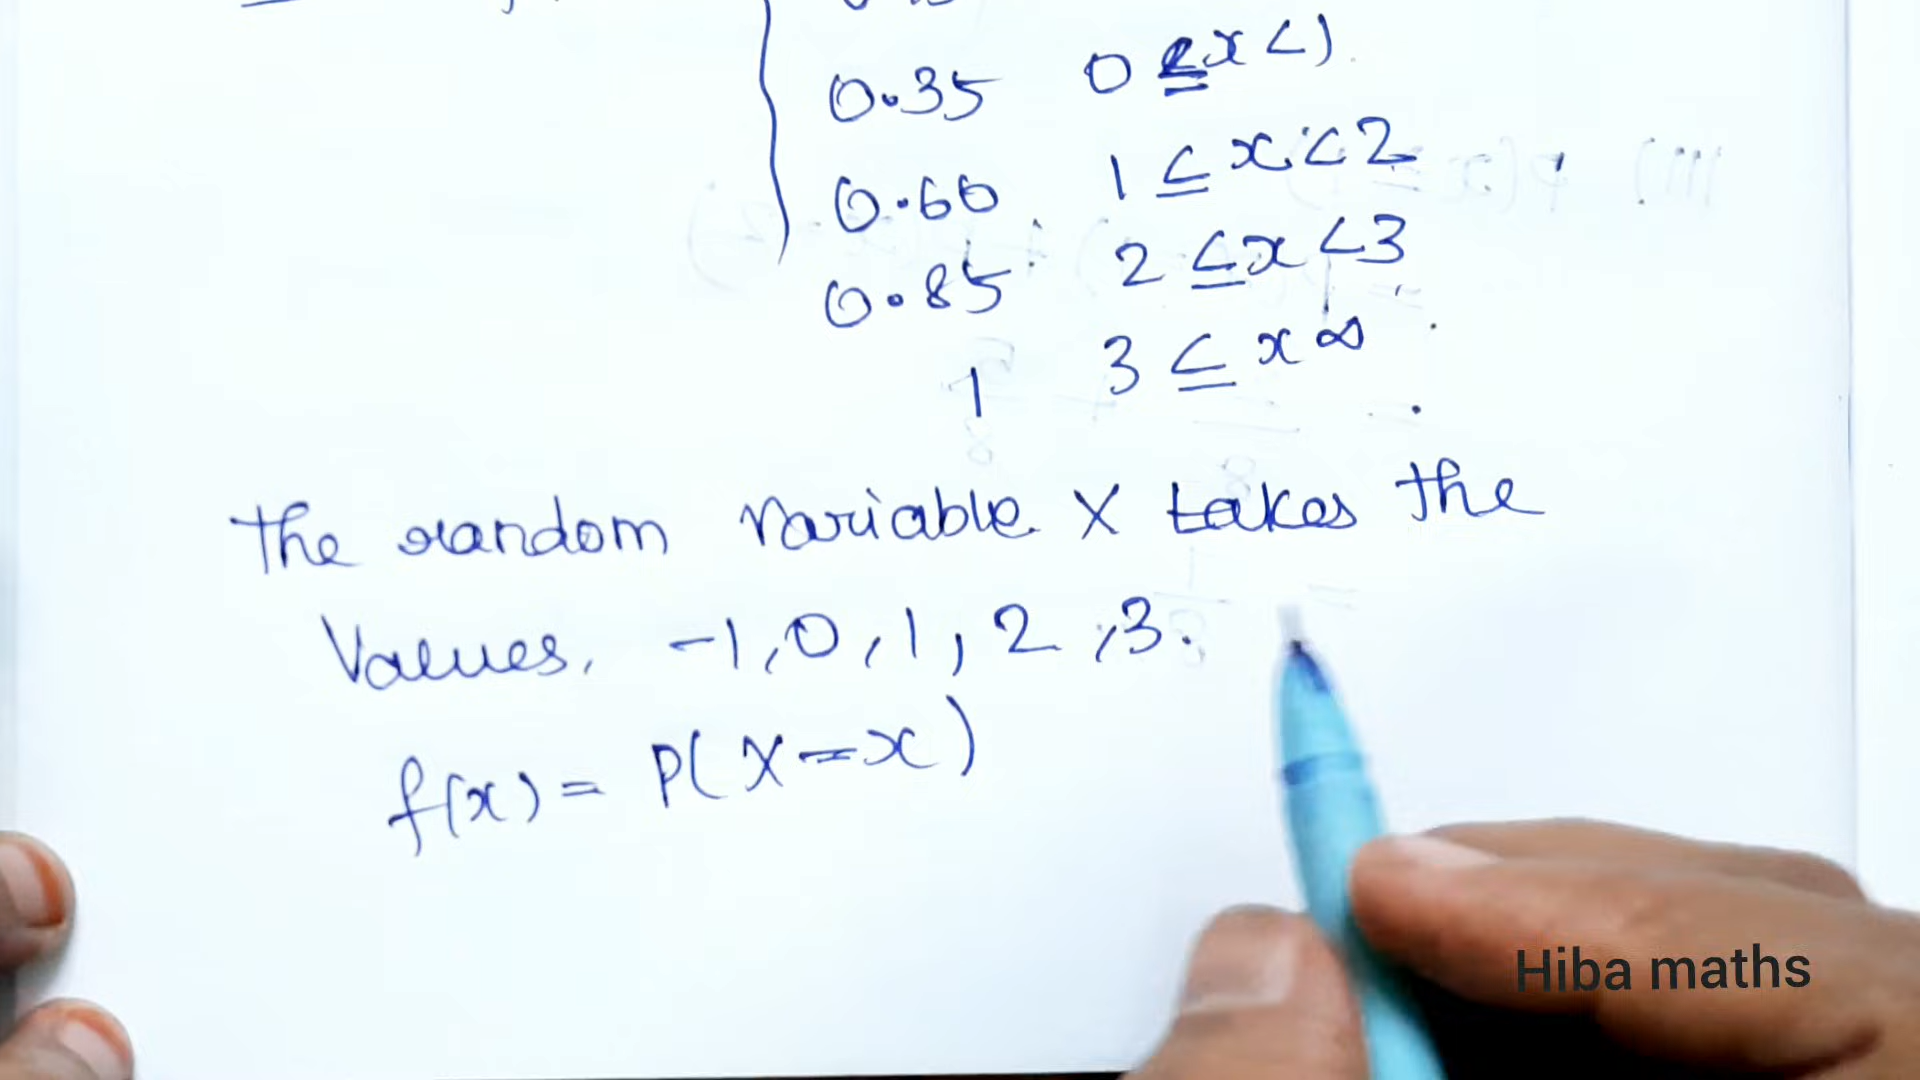 0.35 0 ≤ x < 1
0.60 1 ≤ x < 2
0.85 2 ≤ x < 3
1 3 ≤ x ∞
The random variable X takes the
Values, -1, 0, 1, 2, 3.
f(x) = P(X = x)
Hiba maths